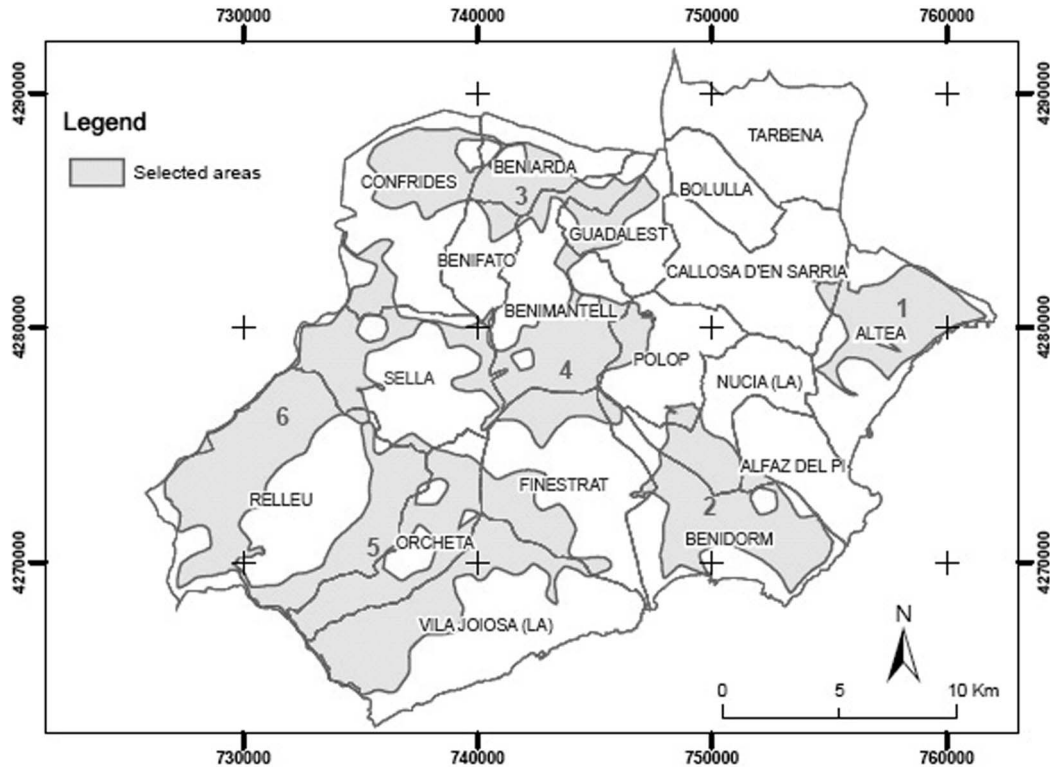 730000 740000 750000 760000
4290000 4290000
Legend
Selected areas
TARBENA
BENIARDA
CONFRIDES
BOLULLA
3
GUADALEST
BENIFATO
CALLOSA D'EN SARRIA
1
BENIMANTELL
4280000 4280000
ALTEA
POLOP
4
SELLA
NUCIA (LA)
6
ALFAZ DEL PI
FINESTRAT
RELLEU
2
BENIDORM
ORCHETA
5
4270000 4270000
VILA JOIOSA (LA)
N
0 5 10 Km
730000 740000 750000 760000